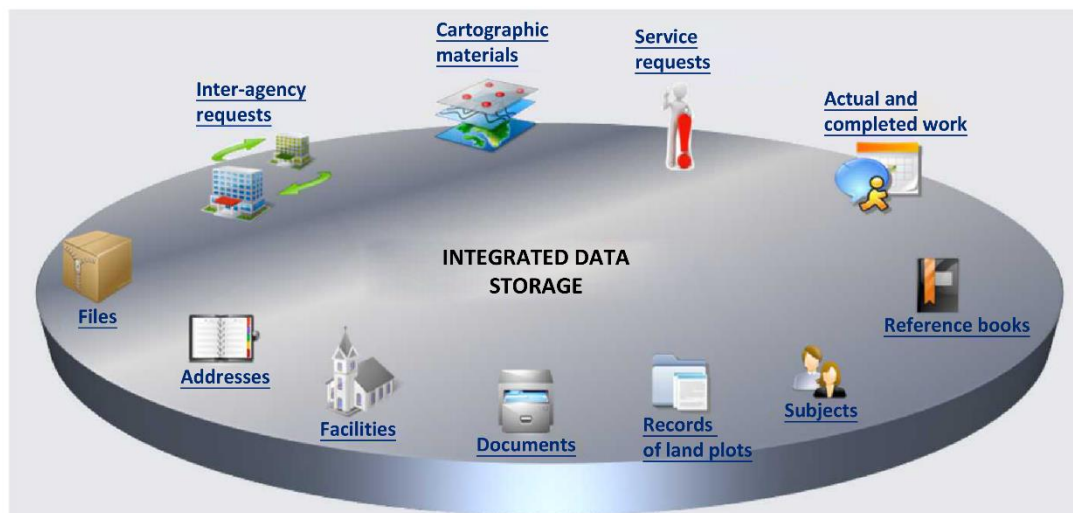 Cartographic
materials
Service
requests
Inter-agency
requests
Actual and
completed work
INTEGRATED DATA
STORAGE
Files
Reference books
Addresses
Facilities
Documents
Records
of land plots
Subjects